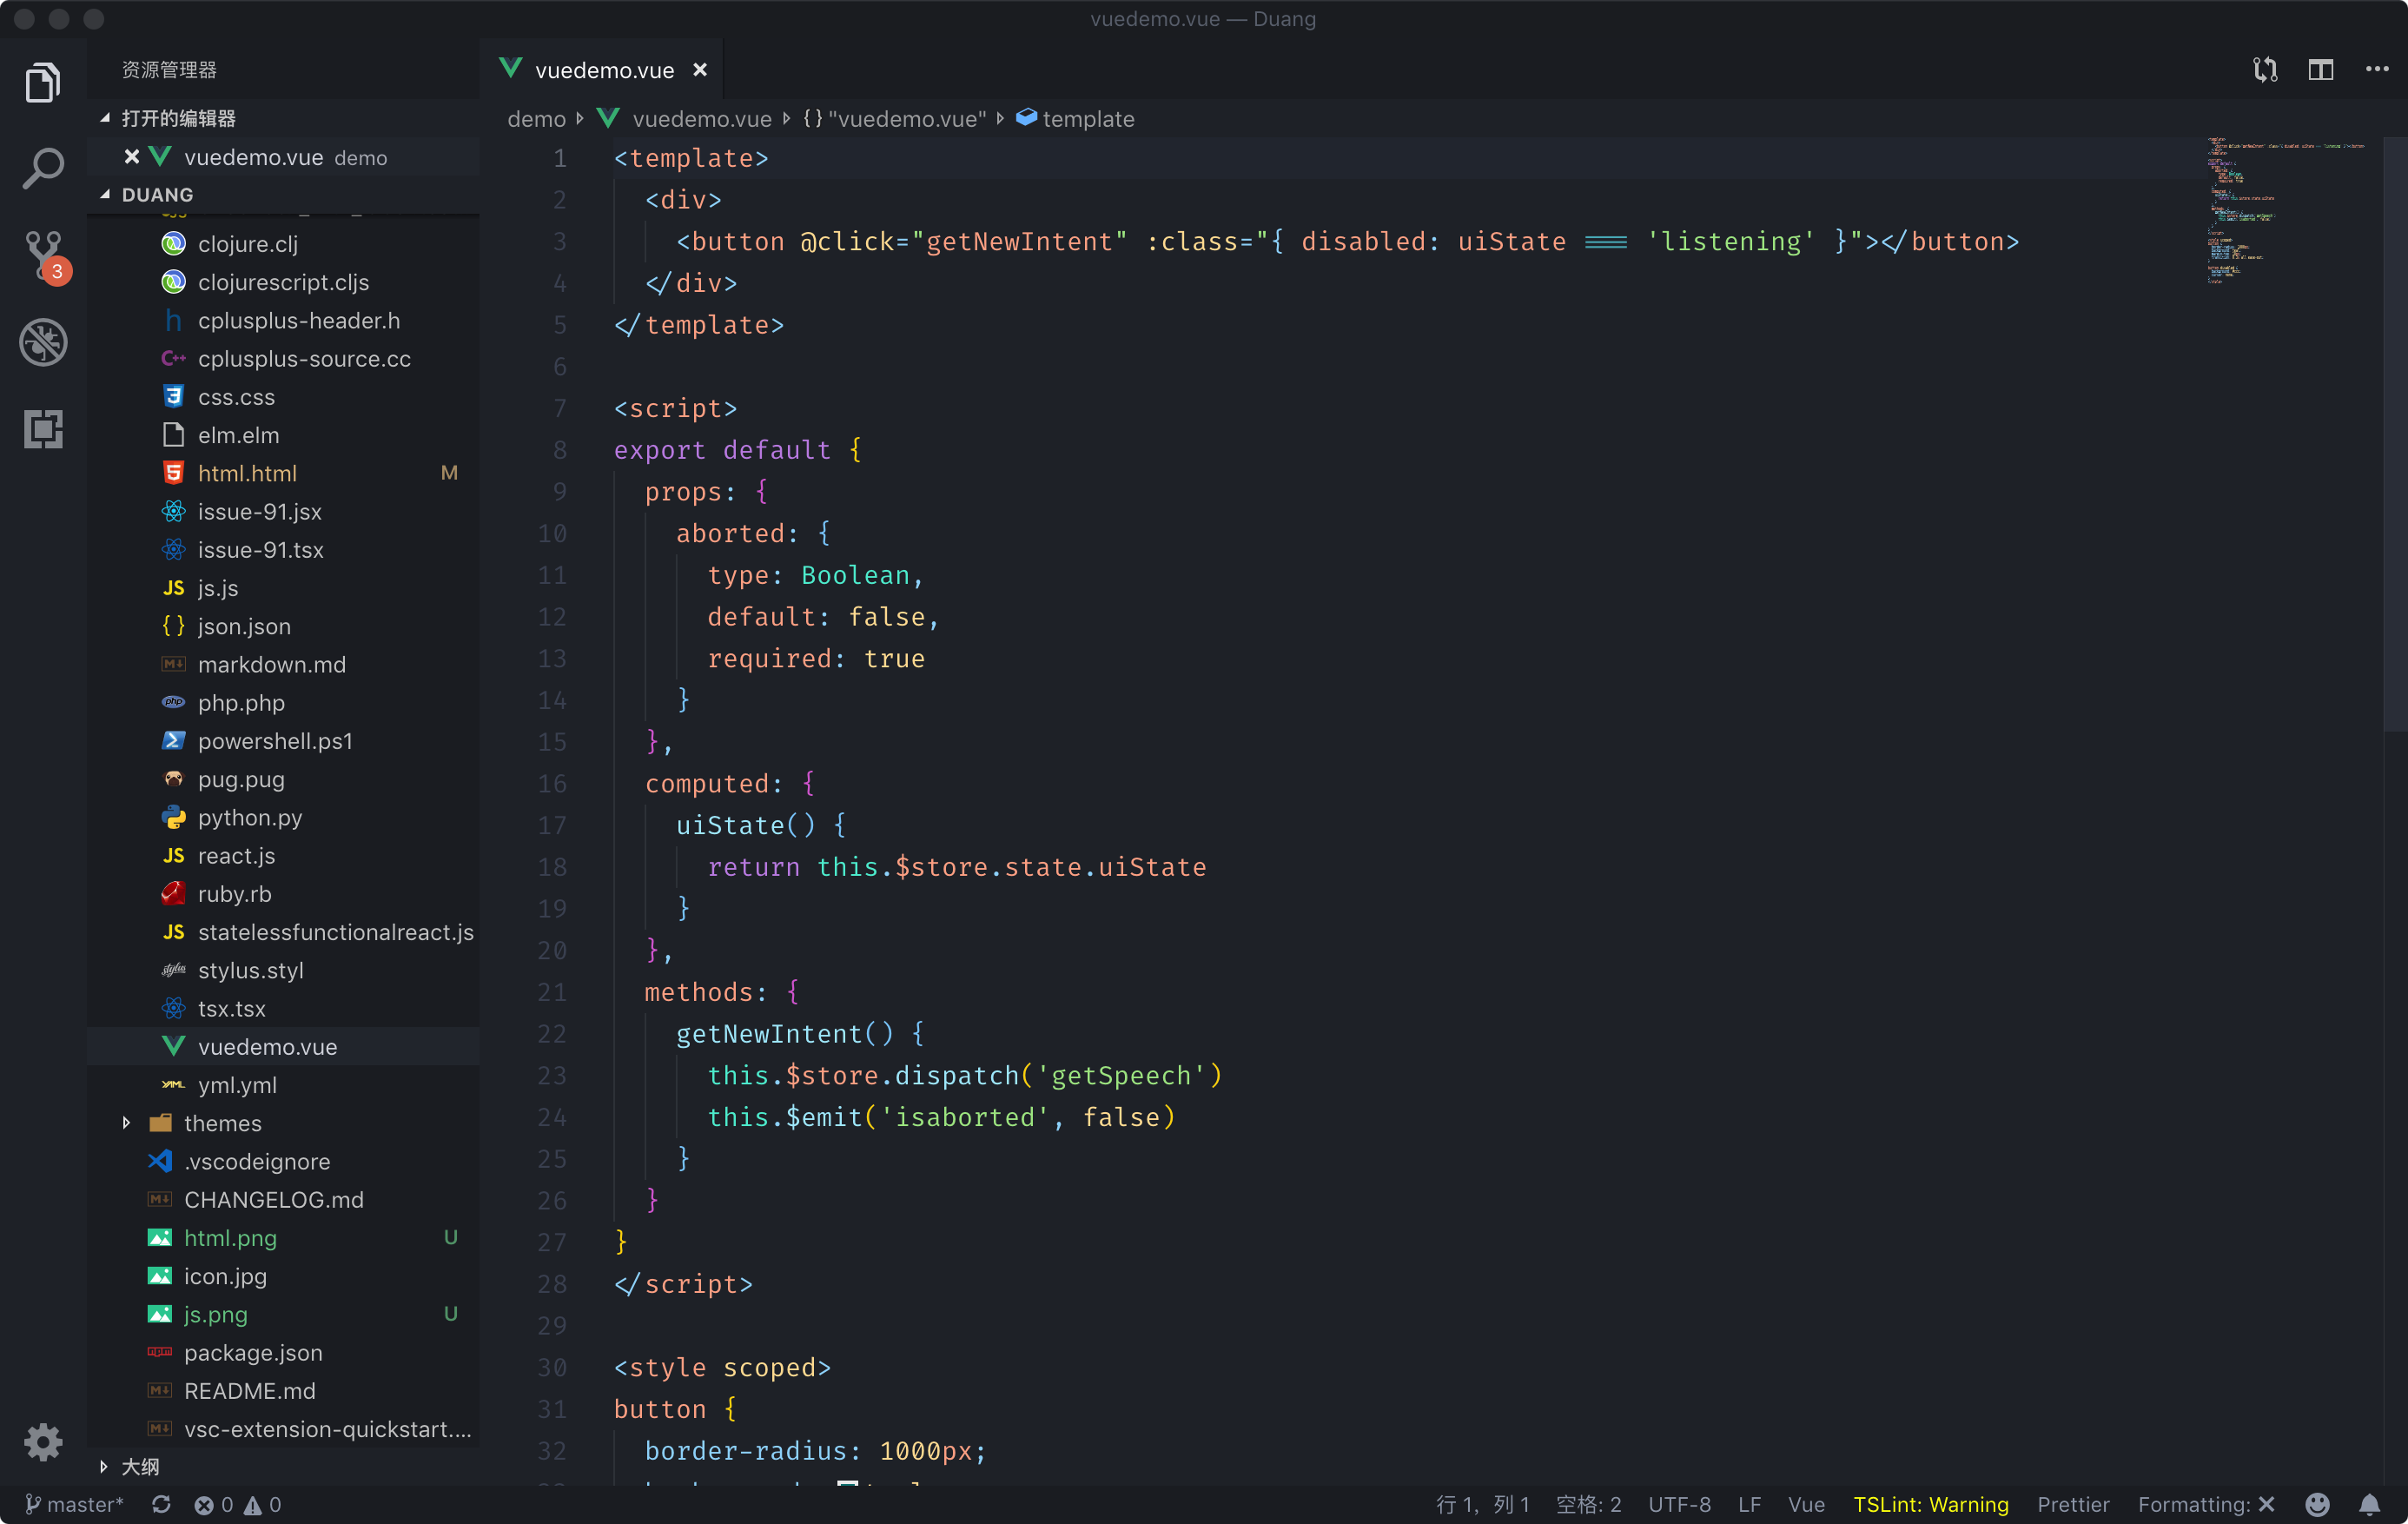 vuedemo.vue — Duang
资源管理器
打开的编辑器
vuedemo.vue demo
DUANG
clojure.clj
clojurescript.cljs
cplusplus-header.h
cplusplus-source.cc
css.css
elm.elm
html.html M
issue-91.jsx
issue-91.tsx
js.js
json.json
markdown.md
php.php
powershell.ps1
pug.pug
python.py
react.js
ruby.rb
statelessfunctionalreact.js
stylus.styl
tsx.tsx
vuedemo.vue
yml.yml
themes
.vscodeignore
CHANGELOG.md
html.png U
icon.jpg
js.png U
package.json
README.md
vsc-extension-quickstart....
大纲
3
vuedemo.vue
demo vuedemo.vue {} "vuedemo.vue" template
1 <template>
2   <div>
3     <button @click="getNewIntent" :class="{ disabled: uiState === 'listening' }"></button>
4   </div>
5 </template>
6
7 <script>
8 export default {
9   props: {
10     aborted: {
11       type: Boolean,
12       default: false,
13       required: true
14     }
15   },
16   computed: {
17     uiState() {
18       return this.$store.state.uiState
19     }
20   },
21   methods: {
22     getNewIntent() {
23       this.$store.dispatch('getSpeech')
24       this.$emit('isaborted', false)
25     }
26   }
27 }
28 </script>
29
30 <style scoped>
31 button {
32   border-radius: 1000px;
master* 0 0
行 1，列 1 空格: 2 UTF-8 LF Vue TSLint: Warning Prettier Formatting: ✕